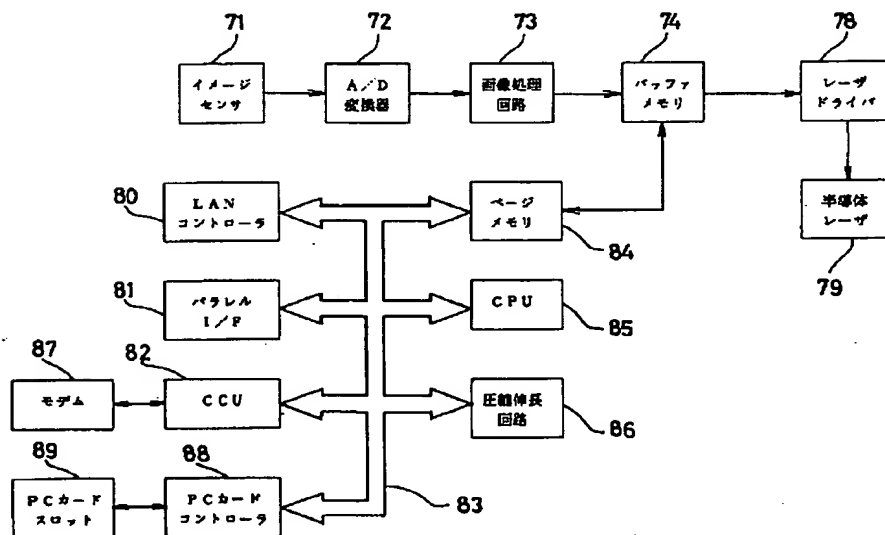 71
72
73
74
78
イメージ
センサ
A/D
変換器
画像処理
回路
バッファ
メモリ
レーザ
ドライバ
80
LAN
コントローラ
ページ
メモリ
84
半導体
レーザ
79
81
パラレル
I/F
CPU
85
87
82
モデム
CCU
圧縮伸長
回路
86
89
88
PCカード
スロット
PCカード
コントローラ
83